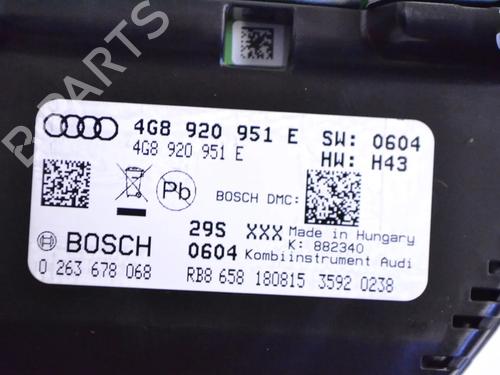 B-PARTS
4G8 920 951 E SW: 0604
4G8 920 951 E HW: H43
Pb
BOSCH DMC:
29S XXX Made in Hungary
K: 882340
BOSCH 0604 Kombiinstrument Audi
0 263 678 068 RB8 658 180815 3592 0238